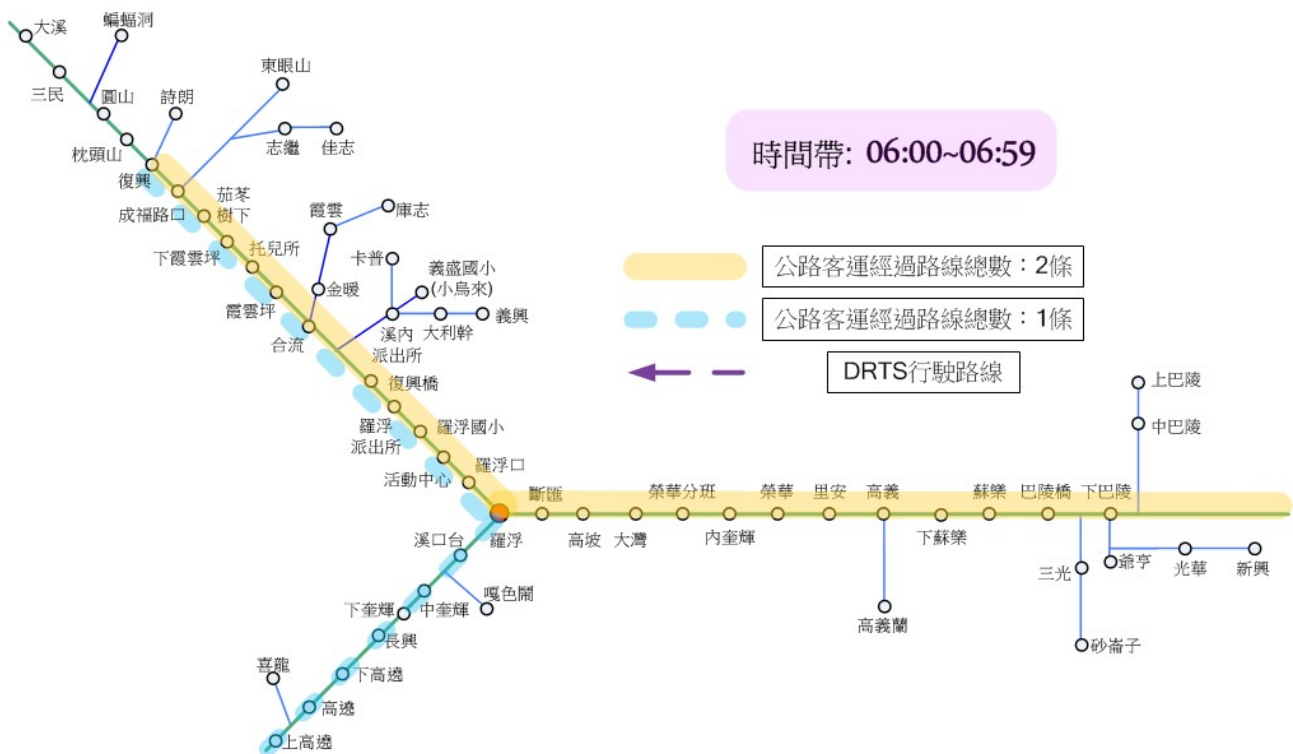 大溪
蝙蝠洞
三民
圓山
詩朗
東眼山
枕頭山
志繼
佳志
復興
成福路口
茄苳
樹下
下霞雲坪
托兒所
霞雲
庫志
霞雲坪
金暖
卡普
義盛國小
(小烏來)
合流
溪內
派出所
大利幹
義興
復興橋
羅浮
派出所
羅浮國小
活動中心
羅浮口
時間帶: 06:00~06:59
公路客運經過路線總數:2條
公路客運經過路線總數:1條
DRTS行駛路線
上巴陵
中巴陵
斷匯
榮華分班
榮華
里安
高義
蘇樂
巴陵橋
下巴陵
羅浮
高坡
大灣
內奎輝
下蘇樂
溪口台
嘎色鬧
下奎輝
中奎輝
長興
下高遶
喜龍
高遶
上高遶
高義蘭
三光
砂崙子
爺亨
光華
新興